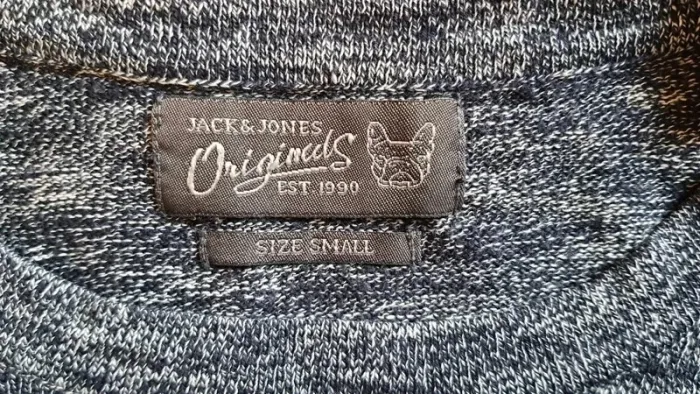 JACK&JONES
Originals
EST 1990
SIZE SMALL